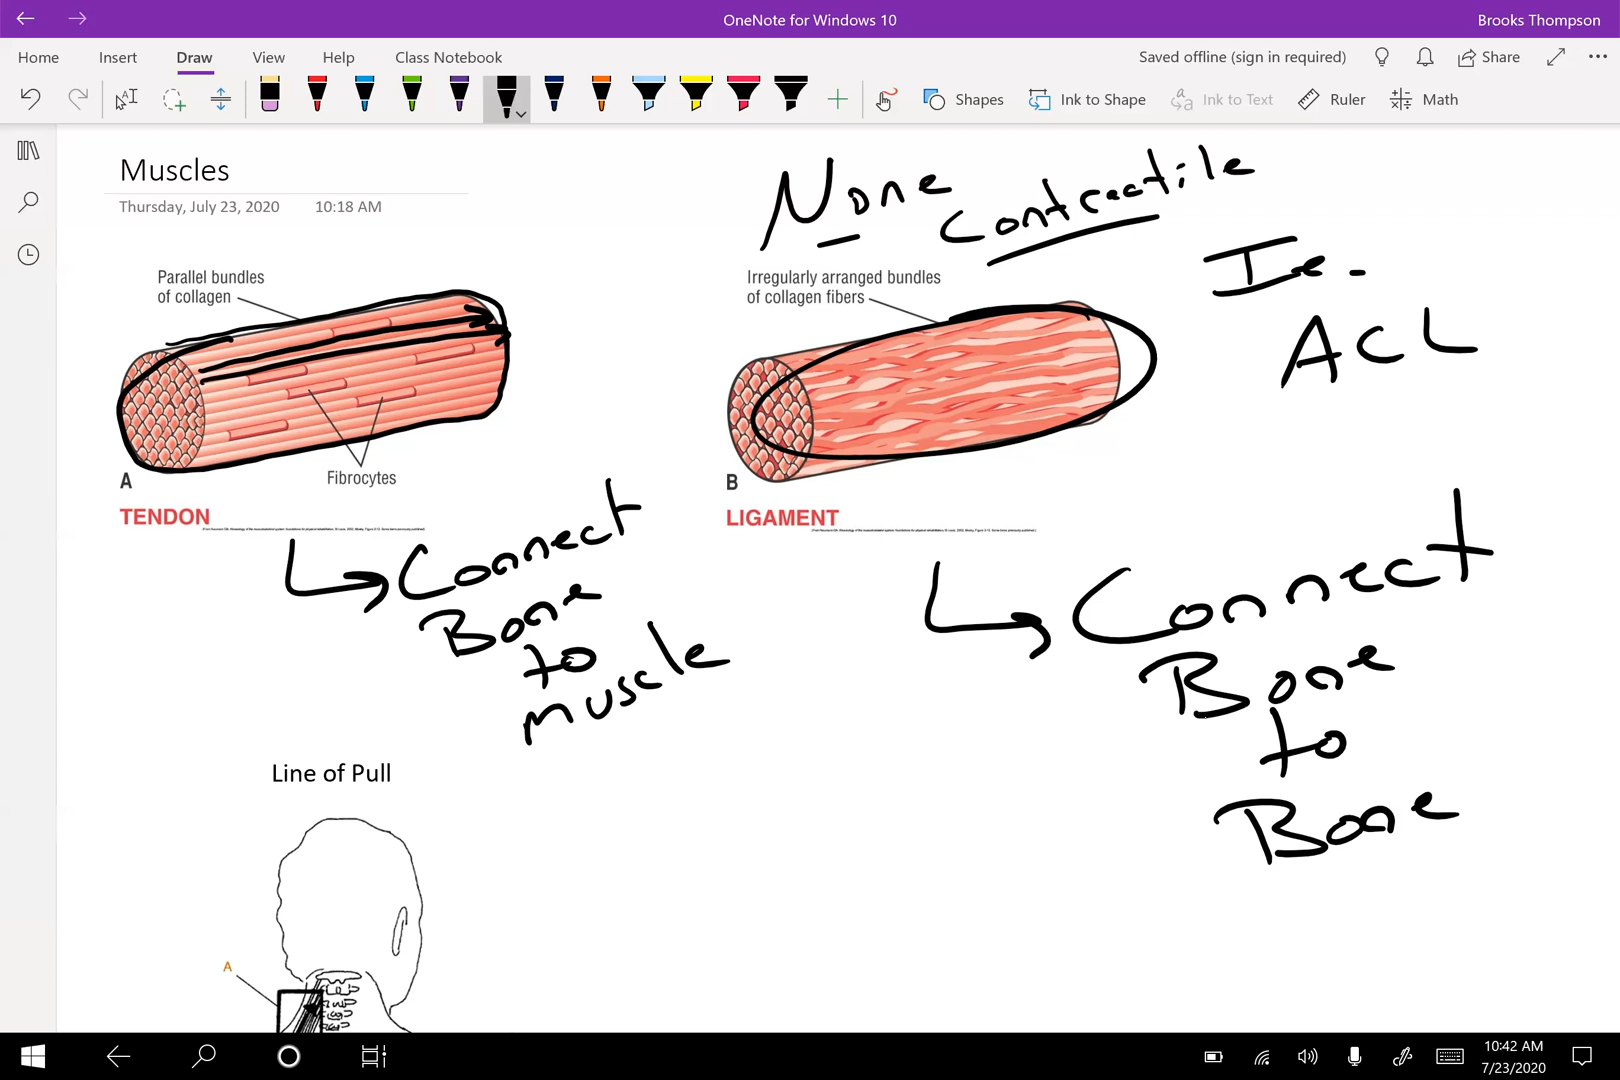 OneNote for Windows 10
Brooks Thompson
Home Insert Draw View Help Class Notebook
Saved offline (sign in required)
Share
Shapes
Ink to Shape
Ink to Text
Ruler
Math
Muscles
Thursday, July 23, 2020 10:18 AM
None
contractile
Ie.
ACL
Parallel bundles
of collagen
Fibrocytes
A
TENDON
Connect
Bone
to
muscle
Irregularly arranged bundles
of collagen fibers
B
LIGAMENT
Connect
Bone
to
Bone
Line of Pull
A
10:42 AM
7/23/2020